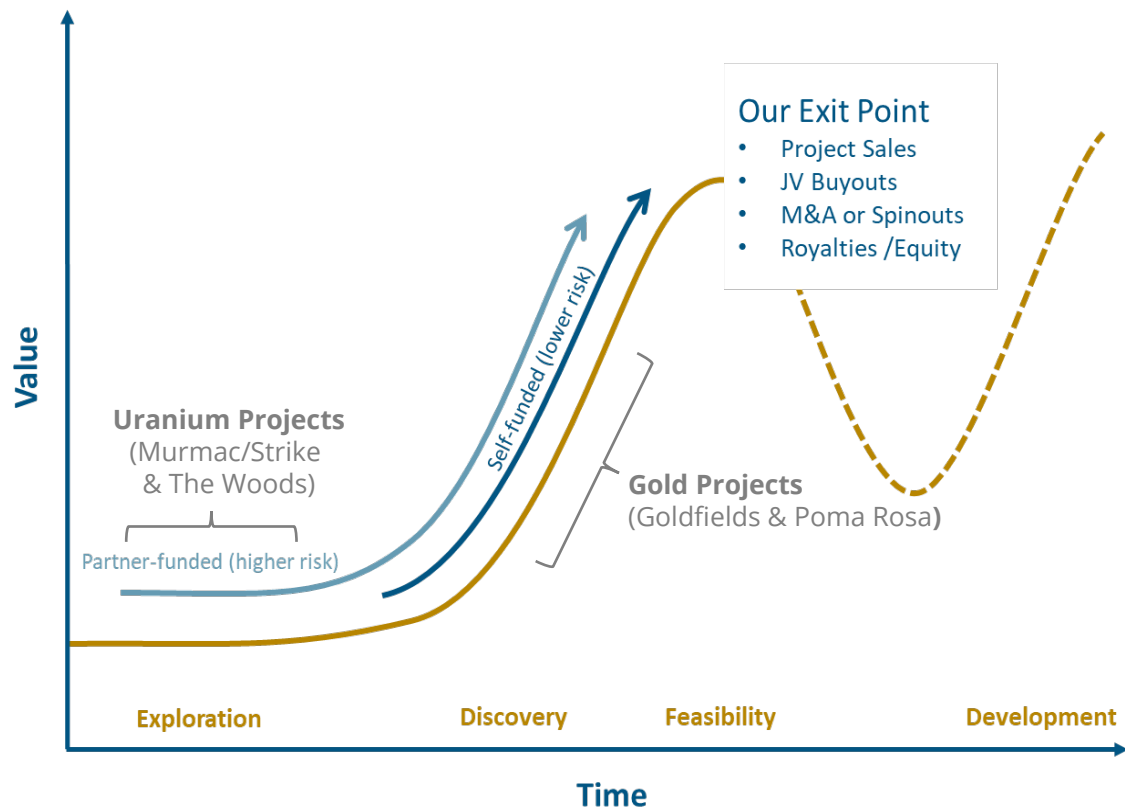 Our Exit Point
• Project Sales
• JV Buyouts
• M&A or Spinouts
• Royalties /Equity
Value
Uranium Projects
(Murmac/Strike
& The Woods)
Partner-funded (higher risk)
Self-funded (lower risk)
Gold Projects
(Goldfields & Poma Rosa)
Exploration
Discovery
Feasibility
Development
Time